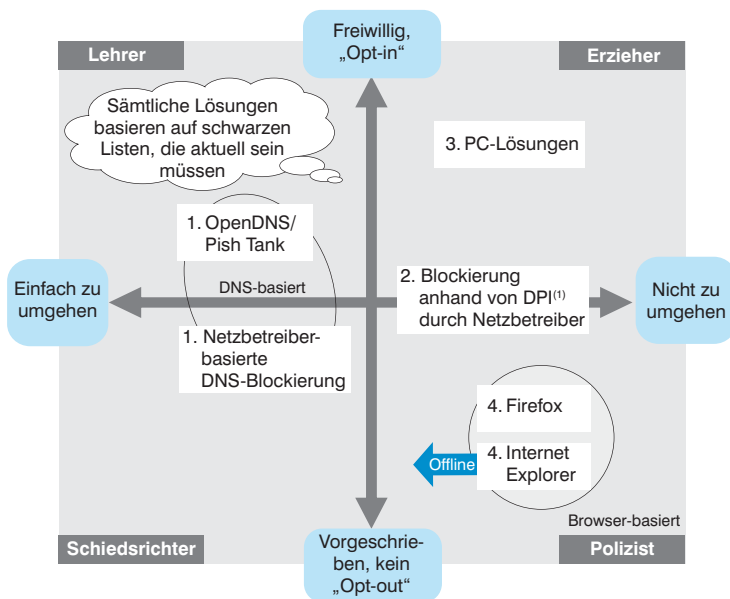 Freiwillig,
„Opt-in“
Lehrer
Erzieher
Sämtliche Lösungen
basieren auf schwarzen
Listen, die aktuell sein
müssen
3. PC-Lösungen
1. OpenDNS/
Pish Tank
Einfach zu
umgehen
DNS-basiert
2. Blockierung
anhand von DPI(1)
durch Netzbetreiber
Nicht zu
umgehen
1. Netzbetreiber-
basierte
DNS-Blockierung
4. Firefox
Offline
4. Internet
Explorer
Browser-basiert
Schiedsrichter
Vorgeschrie-
ben, kein
„Opt-out“
Polizist